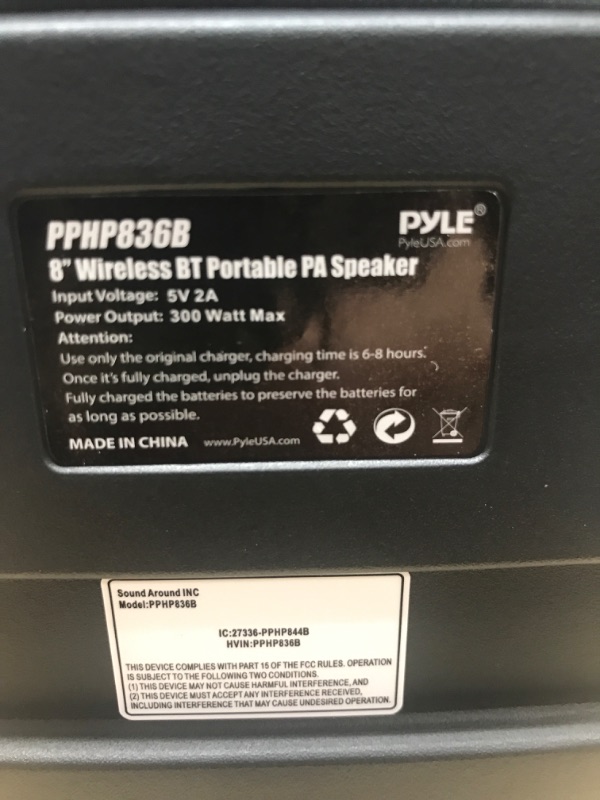 PYLE®
PPHP836B
PyleUSA.com
8" Wireless BT Portable PA Speaker
Input Voltage: 5V 2A
Power Output: 300 Watt Max
Attention:
Use only the original charger, charging time is 6-8 hours.
Once it's fully charged, unplug the charger.
Fully charged the batteries to preserve the batteries for
as long as possible.
MADE IN CHINA www.PyleUSA.com
Sound Around INC
Model:PPHP836B
IC:27336-PPHP844B
HVIN:PPHP836B
THIS DEVICE COMPLIES WITH PART 15 OF THE FCC RULES. OPERATION
IS SUBJECT TO THE FOLLOWING TWO CONDITIONS.
(1) THIS DEVICE MAY NOT CAUSE HARMFUL INTERFERENCE, AND
(2) THIS DEVICE MUST ACCEPT ANY INTERFERENCE RECEIVED,
INCLUDING INTERFERENCE THAT MAY CAUSE UNDESIRED OPERATION.